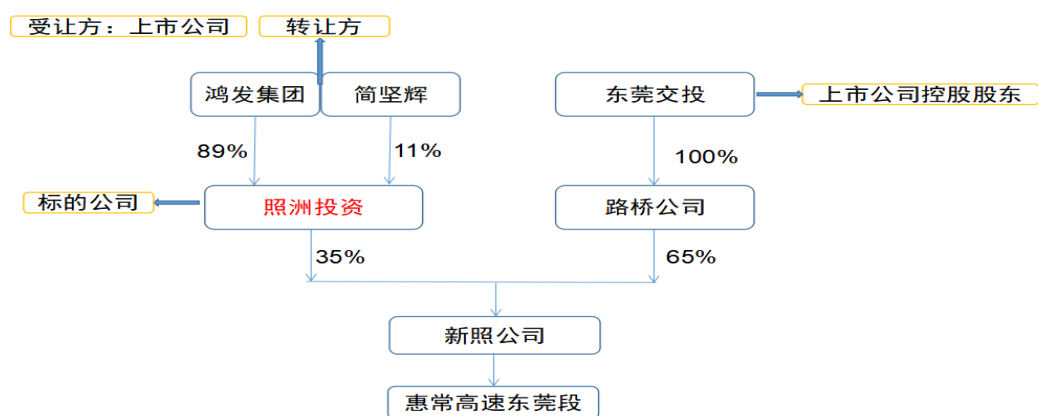 受让方：上市公司
转让方
鸿发集团
简坚辉
东莞交投
上市公司控股股东
89%
11%
100%
标的公司
照洲投资
路桥公司
35%
65%
新照公司
惠常高速东莞段